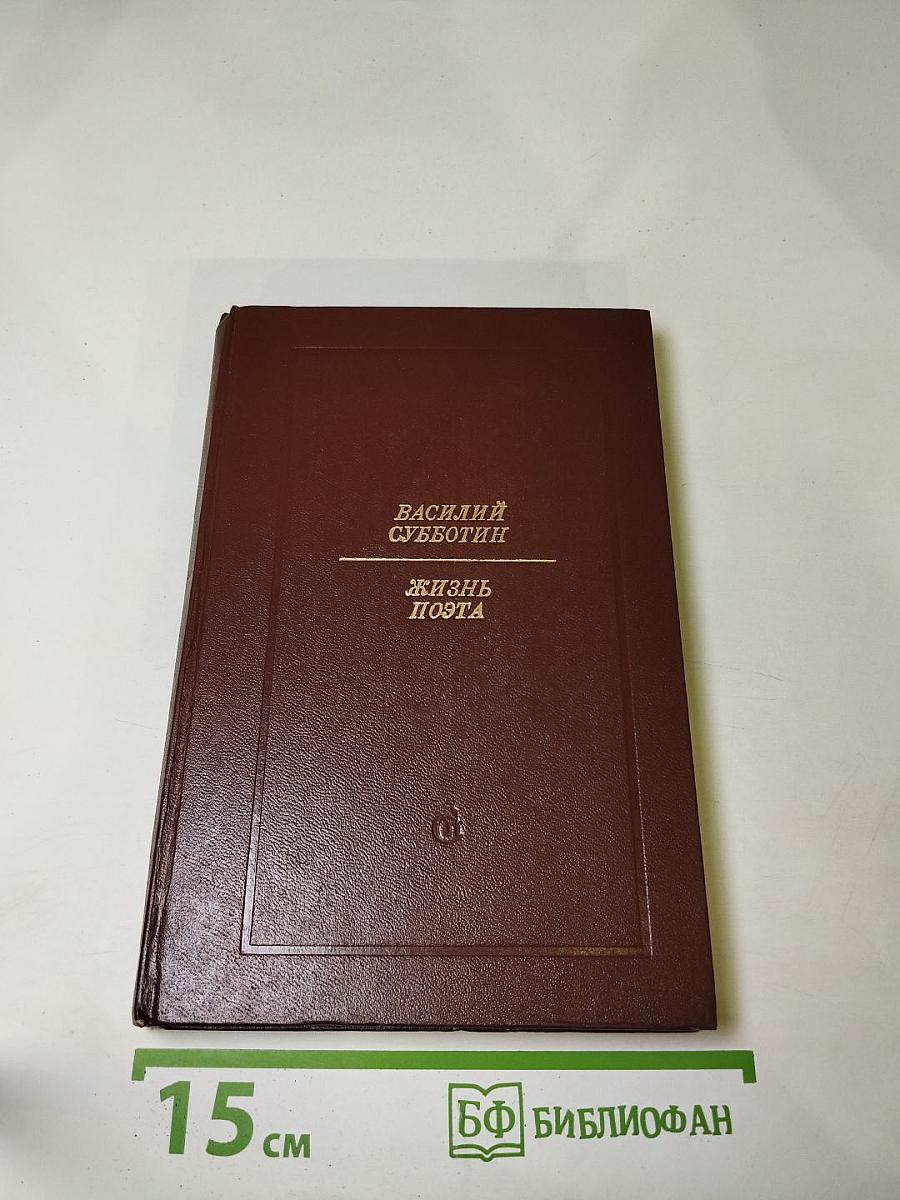 ВАСИЛИЙ
СУББОТИН
ЖИЗНЬ
ПОЭТА
15 см
БФ БИБЛИОФАН